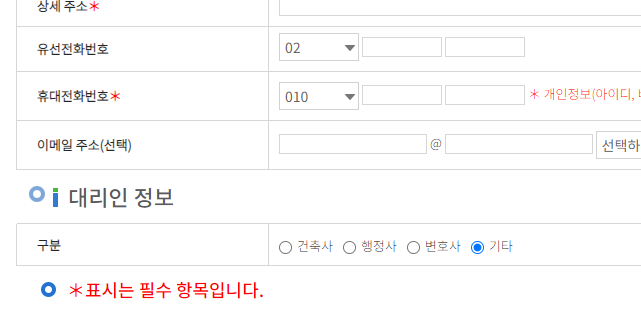 상세 주소*
유선전화번호 02
휴대전화번호* 010 * 개인정보(아이디,
이메일 주소(선택) @ 선택하
i 대리인 정보
구분 건축사 행정사 변호사 기타
*표시는 필수 항목입니다.